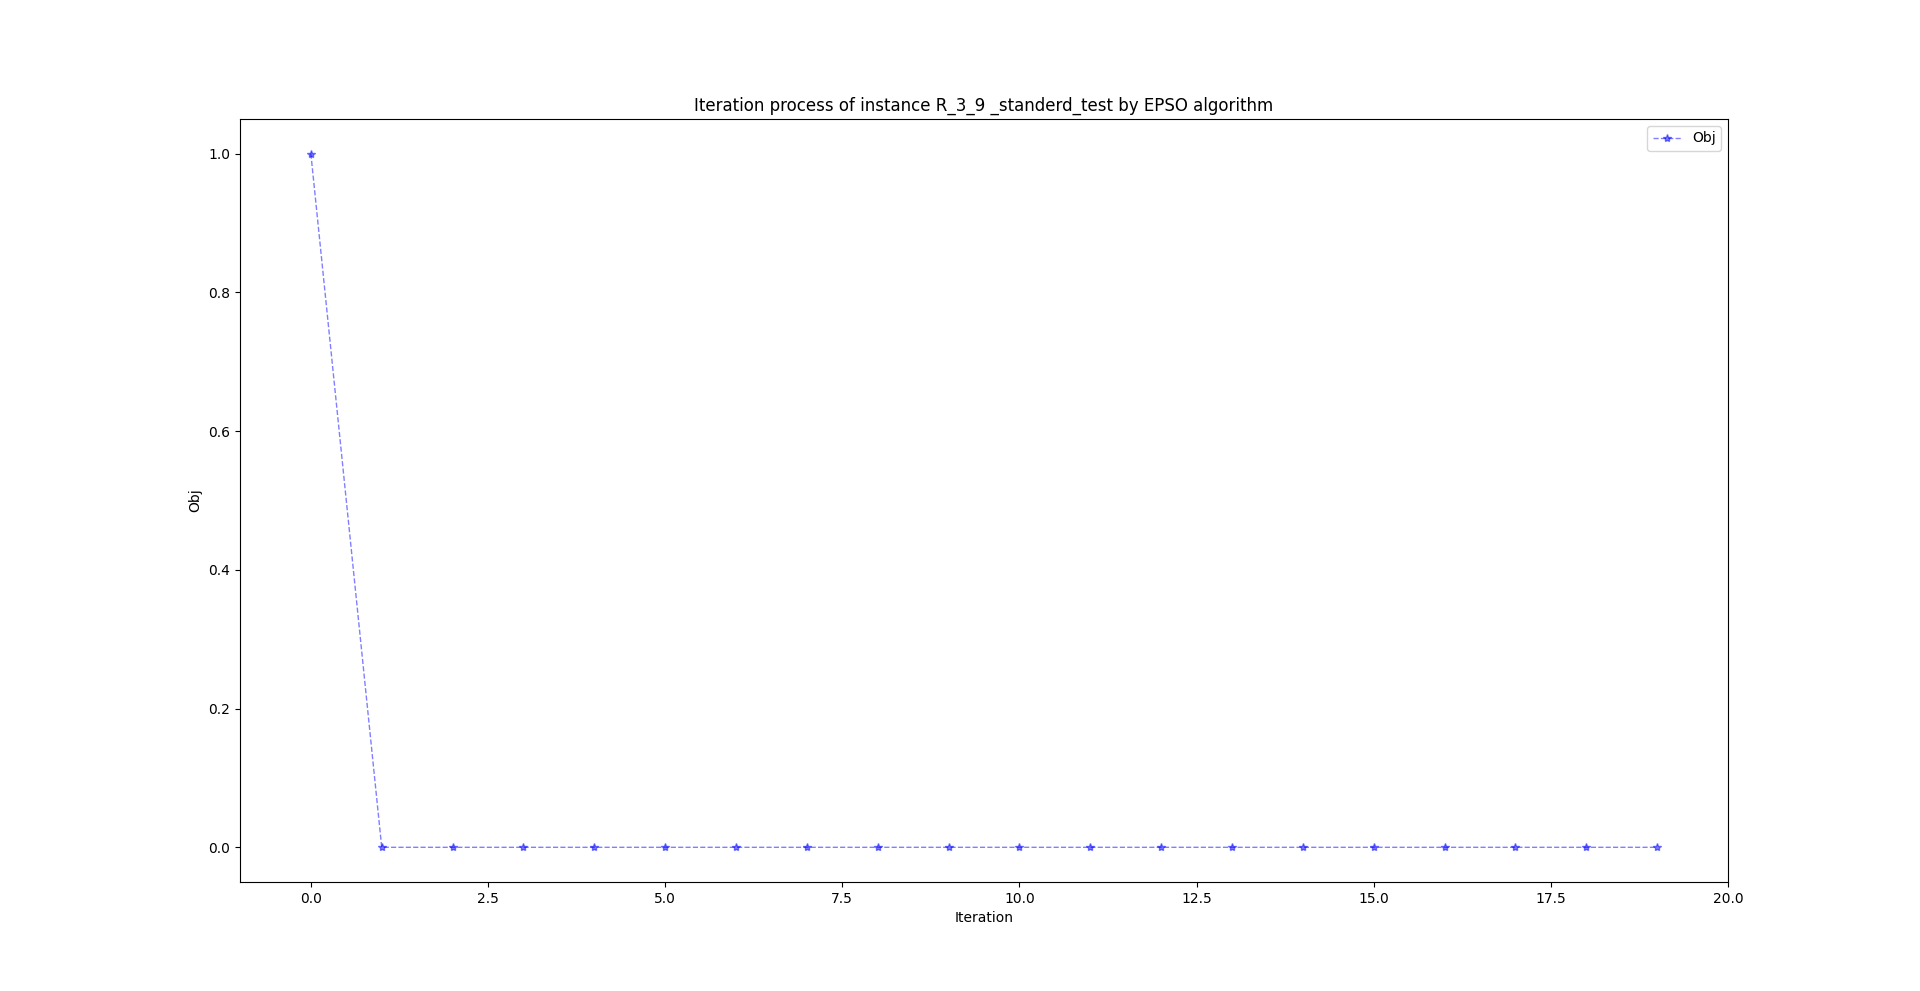 Iteration process of instance R_3_9 _standerd_test by EPSO algorithm
Obj
1.0
0.8
0.6
0.4
0.2
0.0
Obj
0.0 2.5 5.0 7.5 10.0 12.5 15.0 17.5 20.0
Iteration